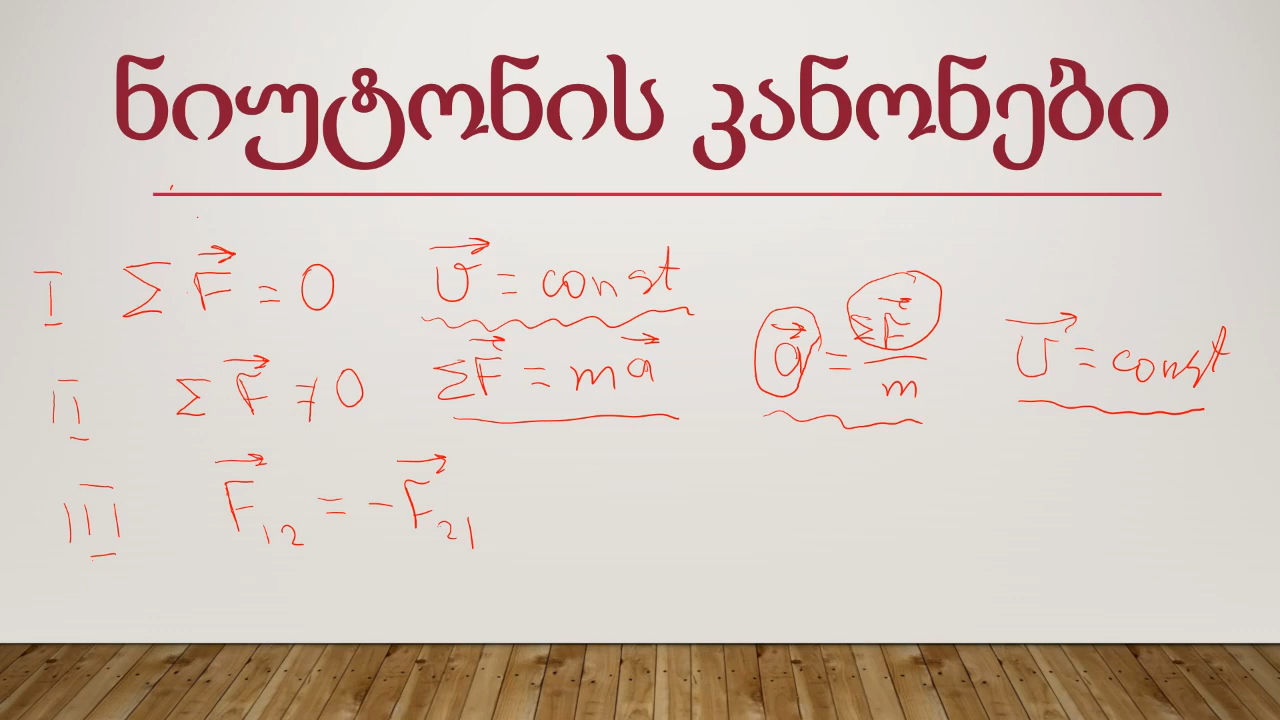 ნიუტონის კანონები
I ΣF⃗ = 0 v⃗ = const
II ΣF⃗ ≠ 0 ΣF⃗ = ma⃗ a⃗ = ΣF⃗/m v⃗ = const
III F⃗₁₂ = -F⃗₂₁